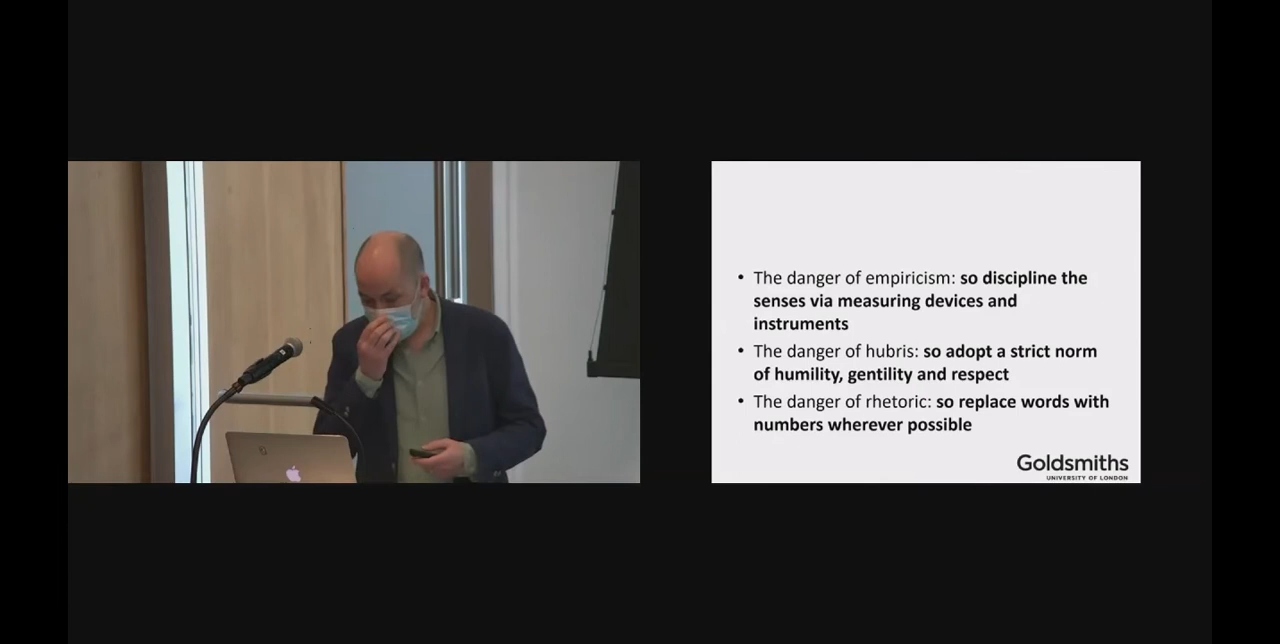 • The danger of empiricism: so discipline the
senses via measuring devices and
instruments
• The danger of hubris: so adopt a strict norm
of humility, gentility and respect
• The danger of rhetoric: so replace words with
numbers wherever possible
Goldsmiths
UNIVERSITY OF LONDON